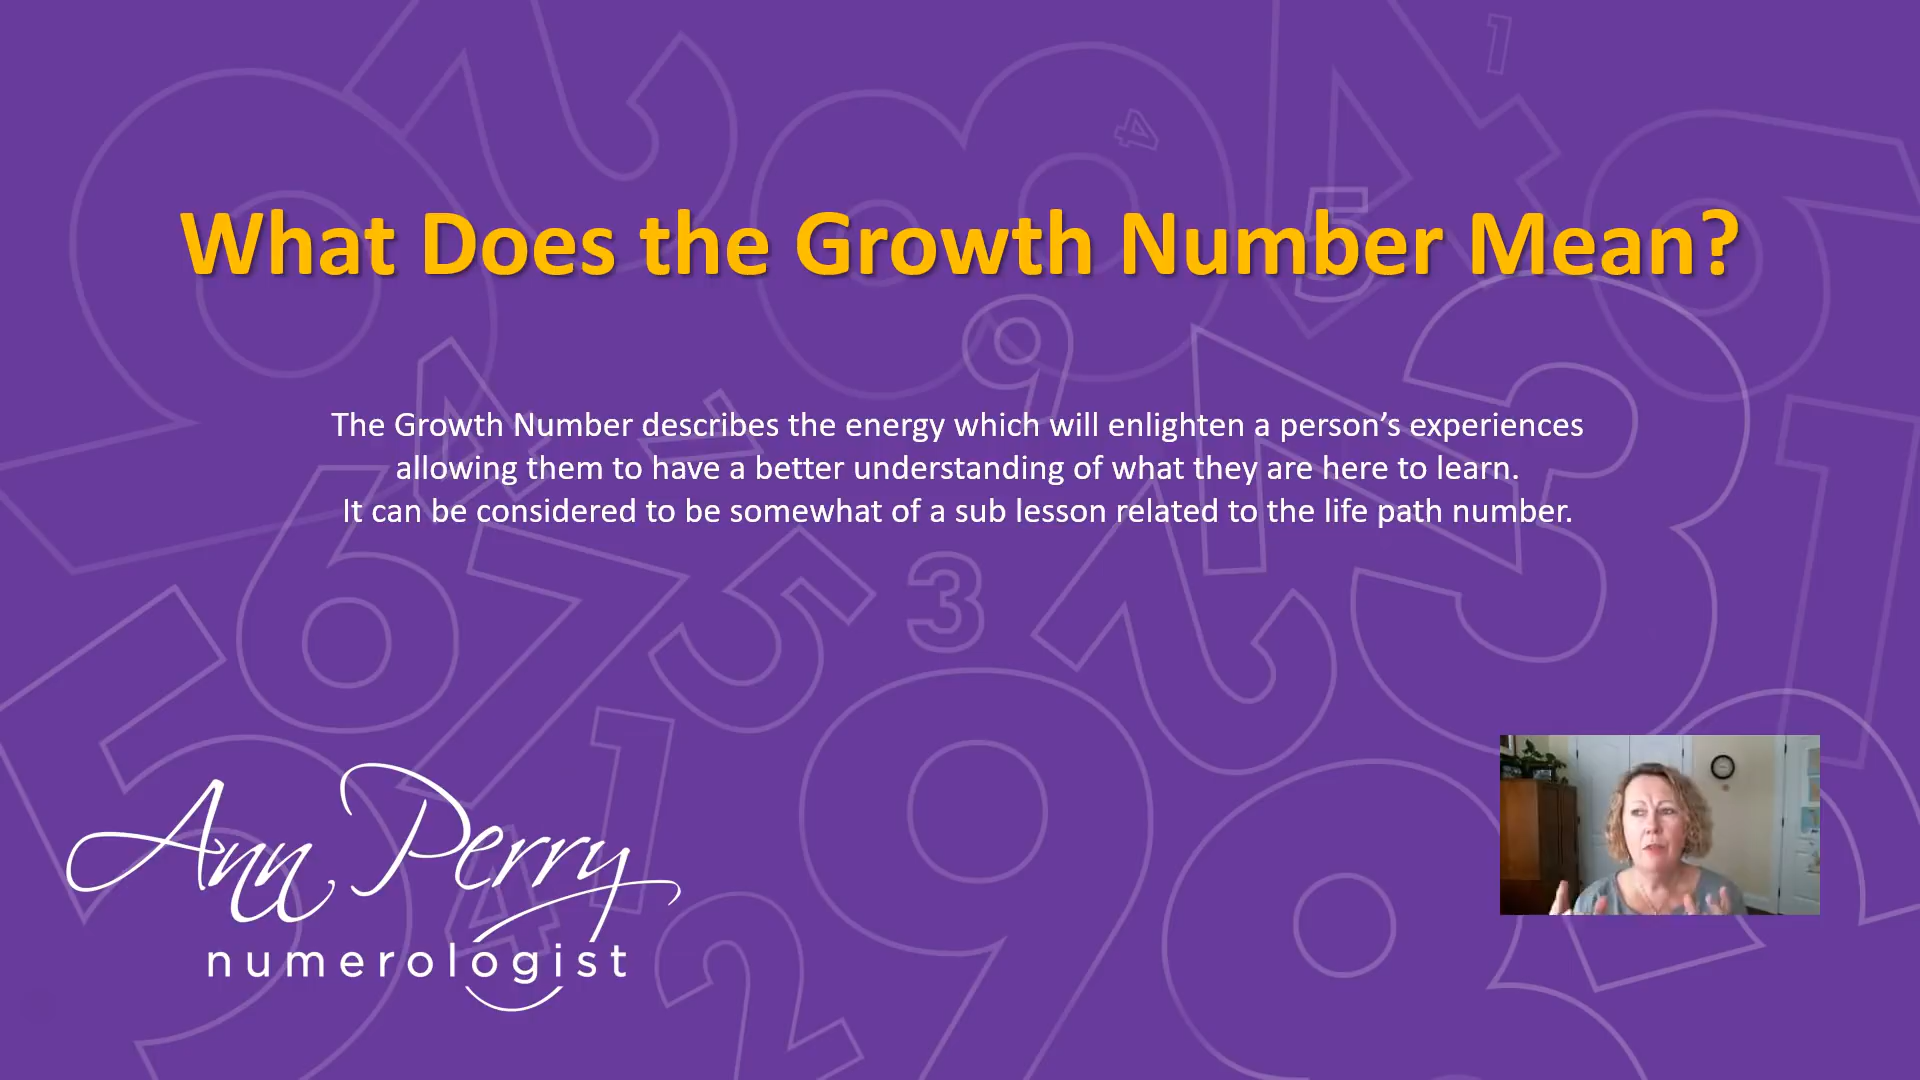 What Does the Growth Number Mean?
The Growth Number describes the energy which will enlighten a person’s experiences
allowing them to have a better understanding of what they are here to learn.
It can be considered to be somewhat of a sub lesson related to the life path number.
Ann Perry
numerologist